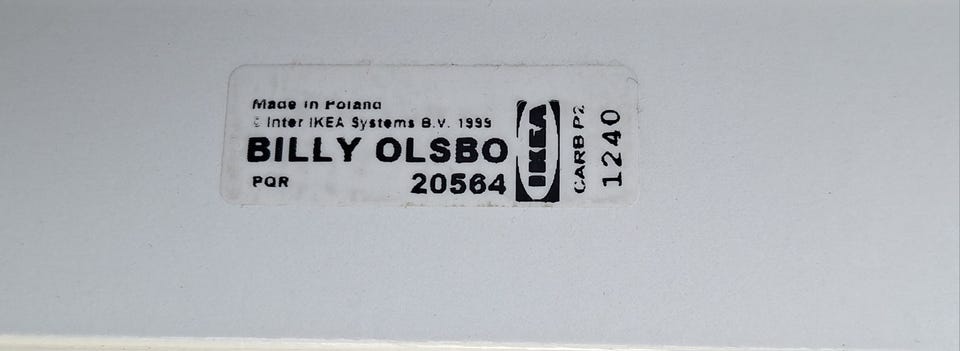 Made in Poland
© Inter IKEA Systems B.V. 1999
BILLY OLSBO
PQR 20564
IKEA
CARB P2
1240